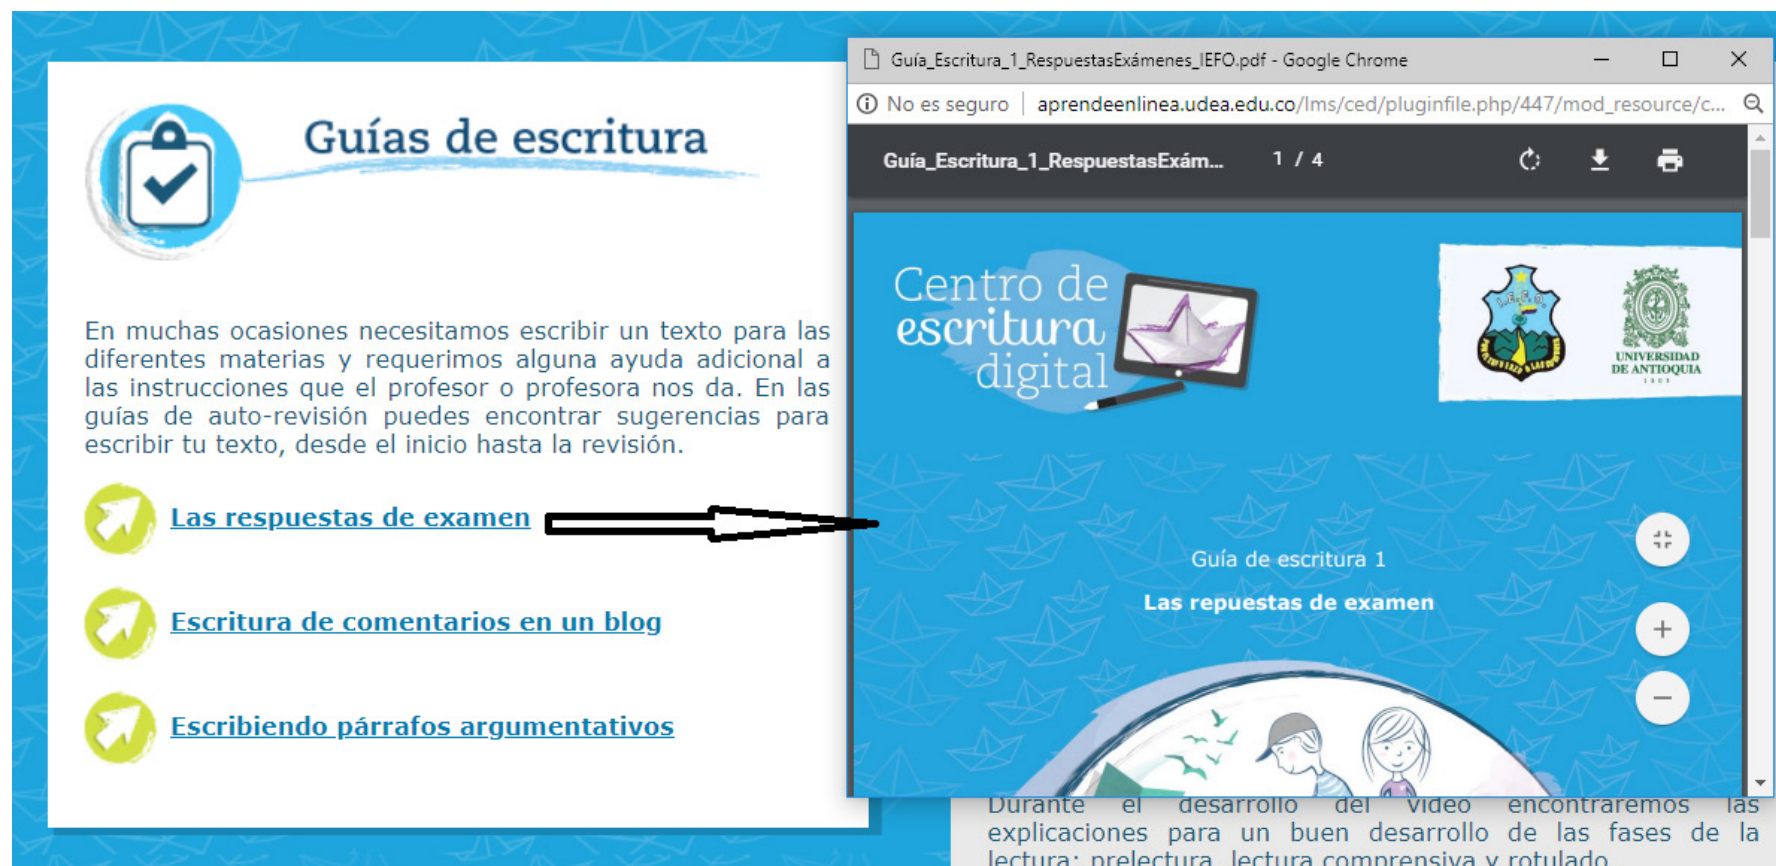 Guías de escritura
En muchas ocasiones necesitamos escribir un texto para las
diferentes materias y requerimos alguna ayuda adicional a
las instrucciones que el profesor o profesora nos da. En las
guías de auto-revisión puedes encontrar sugerencias para
escribir tu texto, desde el inicio hasta la revisión.
Las respuestas de examen
Escritura de comentarios en un blog
Escribiendo párrafos argumentativos
Guía_Escritura_1_RespuestasExámenes_IEFO.pdf - Google Chrome
No es seguro | aprendeenlinea.udea.edu.co/lms/ced/pluginfile.php/447/mod_resource/c...
Guía_Escritura_1_RespuestasExám... 1 / 4
Centro de
escritura
digital
UNIVERSIDAD
DE ANTIOQUIA
1803
Guía de escritura 1
Las repuestas de examen
Durante el desarrollo del video encontraremos las
explicaciones para un buen desarrollo de las fases de la
lectura: prelectura, lectura comprensiva y rotulado